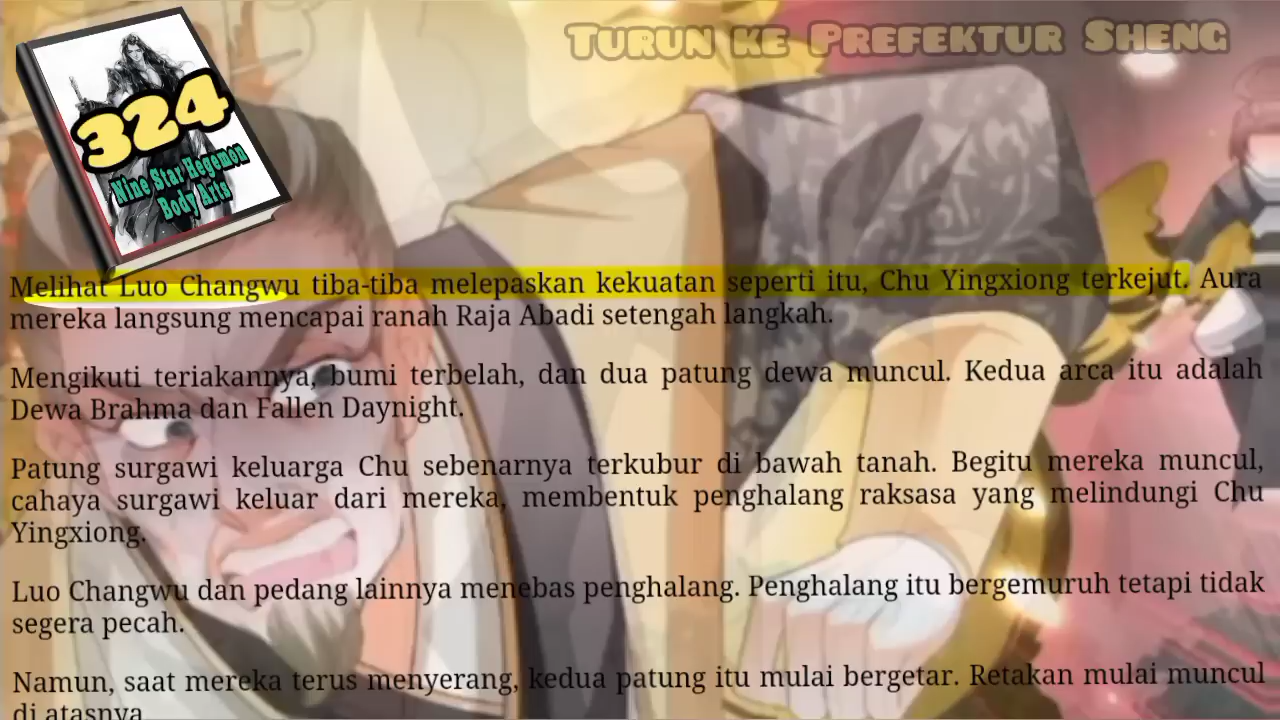 Turun ke Prefektur Sheng
324
Nine Star Hegemon
Body Arts
Melihat Luo Changwu tiba-tiba melepaskan kekuatan seperti itu, Chu Yingxiong terkejut. Aura
mereka langsung mencapai ranah Raja Abadi setengah langkah.
Mengikuti teriakannya, bumi terbelah, dan dua patung dewa muncul. Kedua arca itu adalah
Dewa Brahma dan Fallen Daynight.
Patung surgawi keluarga Chu sebenarnya terkubur di bawah tanah. Begitu mereka muncul,
cahaya surgawi keluar dari mereka, membentuk penghalang raksasa yang melindungi Chu
Yingxiong.
Luo Changwu dan pedang lainnya menebas penghalang. Penghalang itu bergemuruh tetapi tidak
segera pecah.
Namun, saat mereka terus menyerang, kedua patung itu mulai bergetar. Retakan mulai muncul
di atasnya